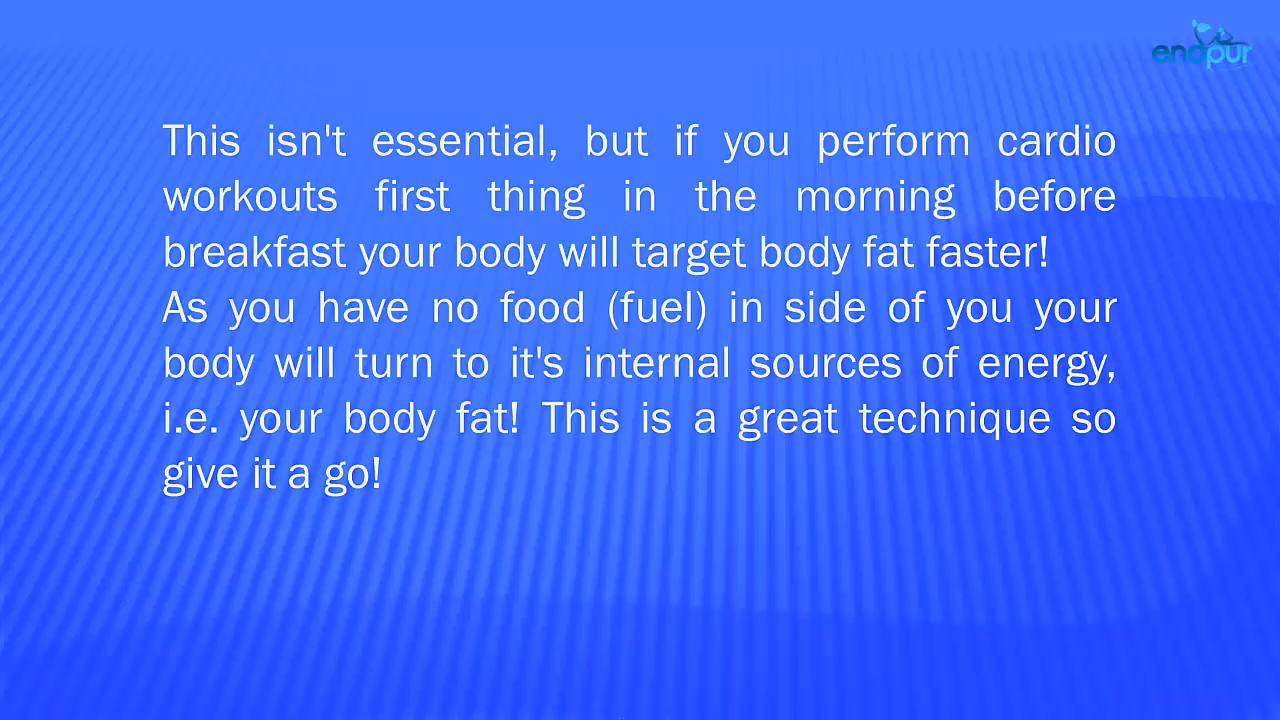 endpur
This isn't essential, but if you perform cardio
workouts first thing in the morning before
breakfast your body will target body fat faster!
As you have no food (fuel) in side of you your
body will turn to it's internal sources of energy,
i.e. your body fat! This is a great technique so
give it a go!